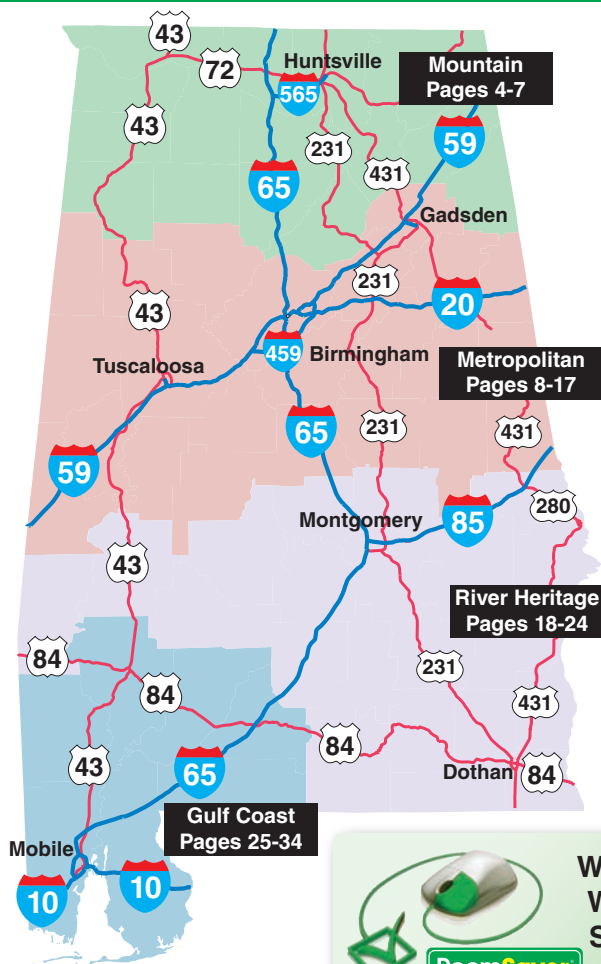 43
72
Huntsville
565
Mountain
Pages 4-7
43
231
59
65
431
Gadsden
231
20
43
459
Birmingham
Tuscaloosa
Metropolitan
Pages 8-17
65
231
431
59
280
Montgomery
85
43
River Heritage
Pages 18-24
84
231
84
431
84
43
65
Dothan
84
Gulf Coast
Pages 25-34
Mobile
10
10
W
W
S
RoomSaver